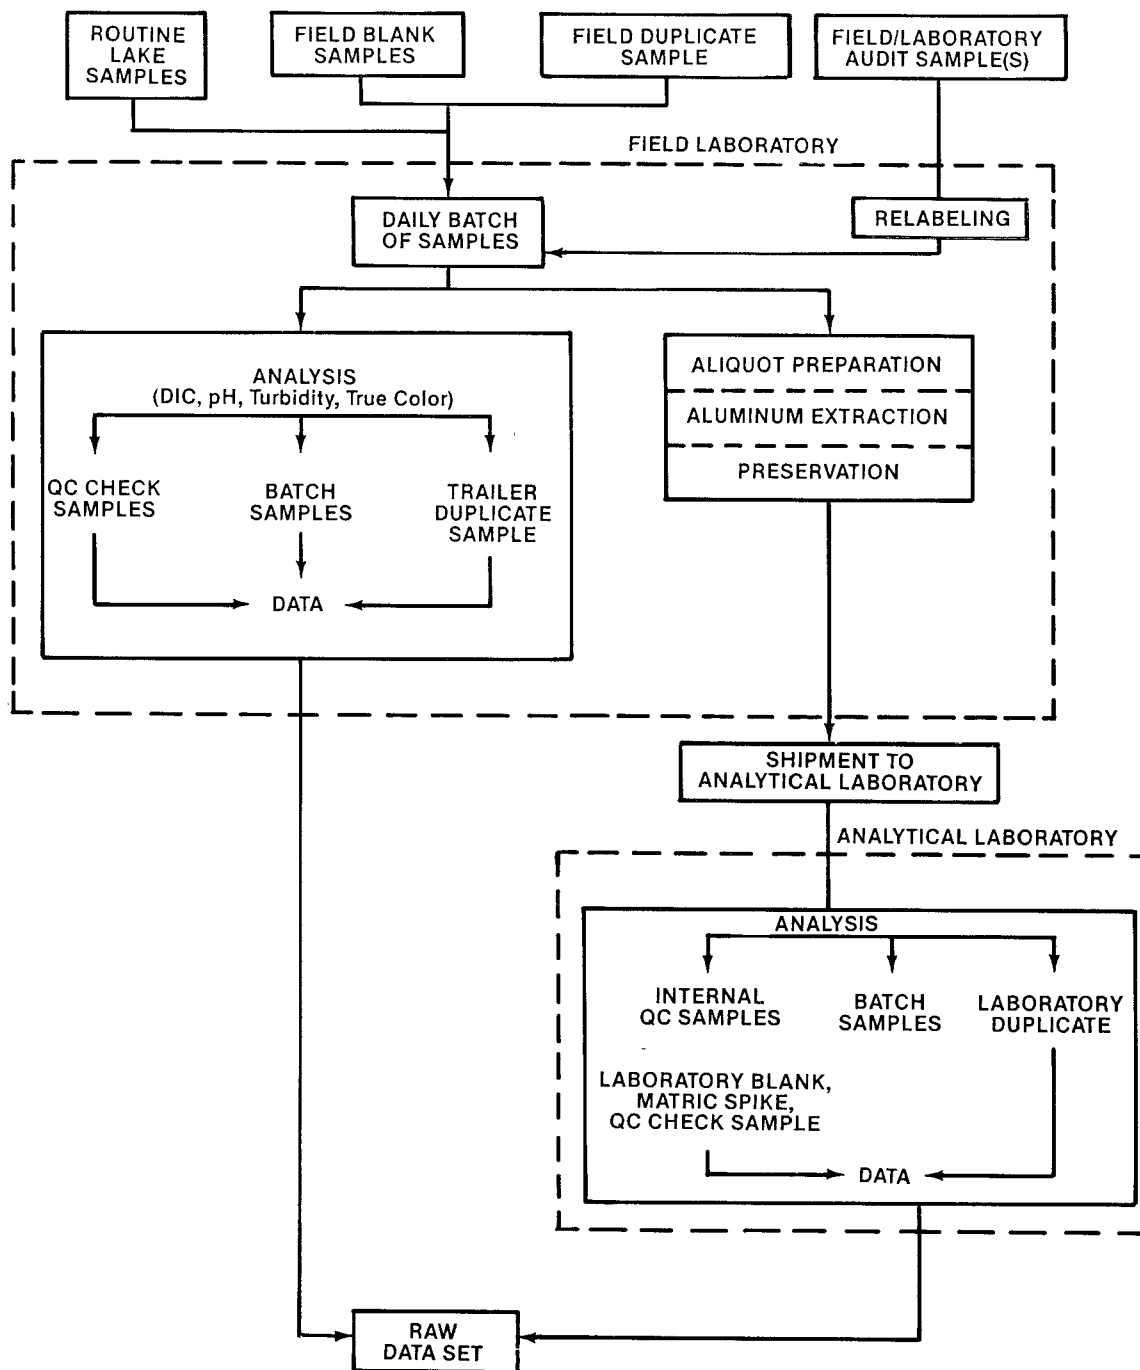 ROUTINE
LAKE
SAMPLES
FIELD BLANK
SAMPLES
FIELD DUPLICATE
SAMPLE
FIELD/LABORATORY
AUDIT SAMPLE(S)
FIELD LABORATORY
DAILY BATCH
OF SAMPLES
RELABELING
ANALYSIS
(DIC, pH, Turbidity, True Color)
QC CHECK
SAMPLES
BATCH
SAMPLES
TRAILER
DUPLICATE
SAMPLE
DATA
ALIQUOT PREPARATION
ALUMINUM EXTRACTION
PRESERVATION
SHIPMENT TO
ANALYTICAL LABORATORY
ANALYTICAL LABORATORY
ANALYSIS
INTERNAL
QC SAMPLES
BATCH
SAMPLES
LABORATORY
DUPLICATE
LABORATORY BLANK,
MATRIC SPIKE,
QC CHECK SAMPLE
DATA
RAW
DATA SET